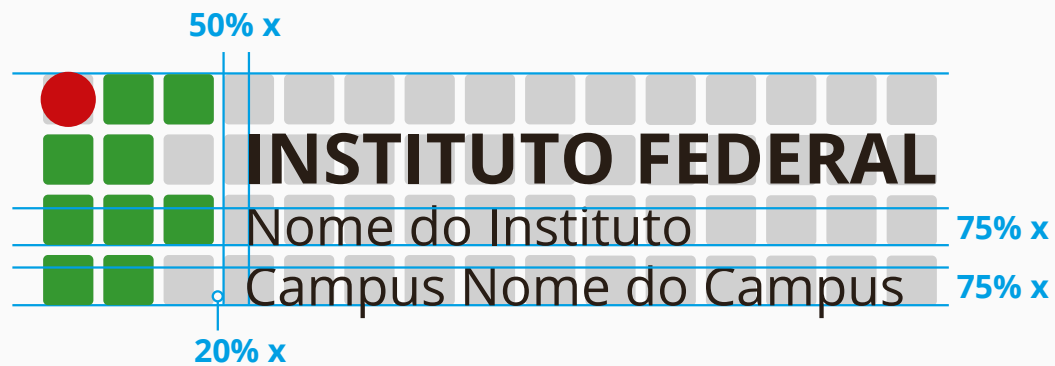 50% x
INSTITUTO FEDERAL
Nome do Instituto
75% x
Campus Nome do Campus
75% x
20% x